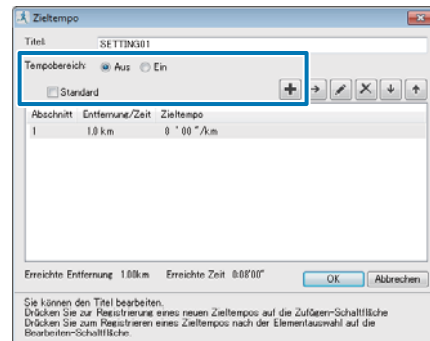 Zieltempo
Titel: SETTING01
Tempobereich: Aus Ein
Standard
Abschnitt Entfernung/Zeit Zieltempo
1 1.0 km 8 ' 00 "/km
Erreichte Entfernung 1.00km Erreichte Zeit 0:08'00"
OK Abbrechen
Sie können den Titel bearbeiten.
Drücken Sie zur Registrierung eines neuen Zieltempos auf die Zufügen-Schaltfläche
Drücken Sie zum Registrieren eines Zieltempos nach der Elementauswahl auf die
Bearbeiten-Schaltfläche.